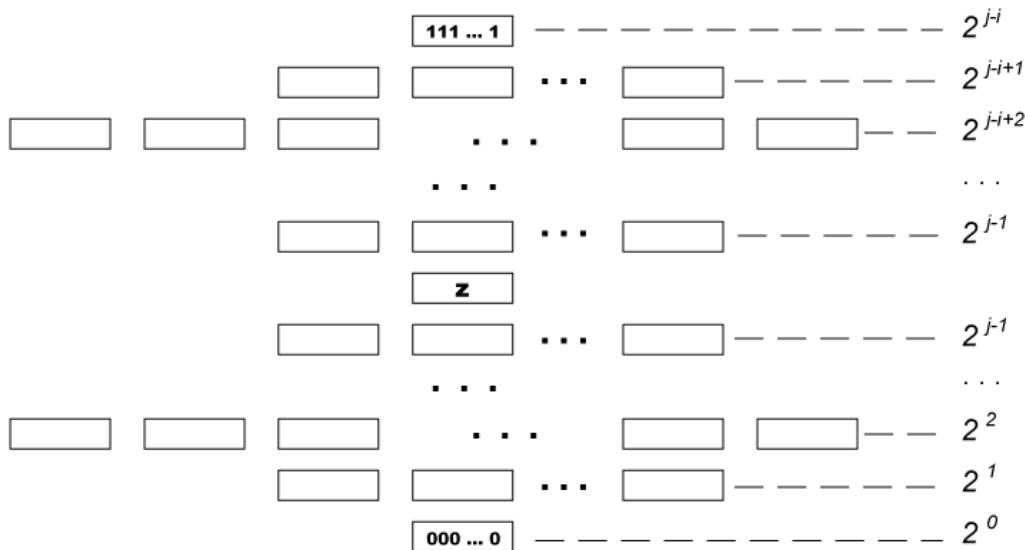 111 ... 1 2^{j-i}
... 2^{j-i+1}
. . . 2^{j-i+2}
. . . . . .
... 2^{j-1}
z
... 2^{j-1}
. . . . . .
. . . 2^2
... 2^1
000 ... 0 2^0